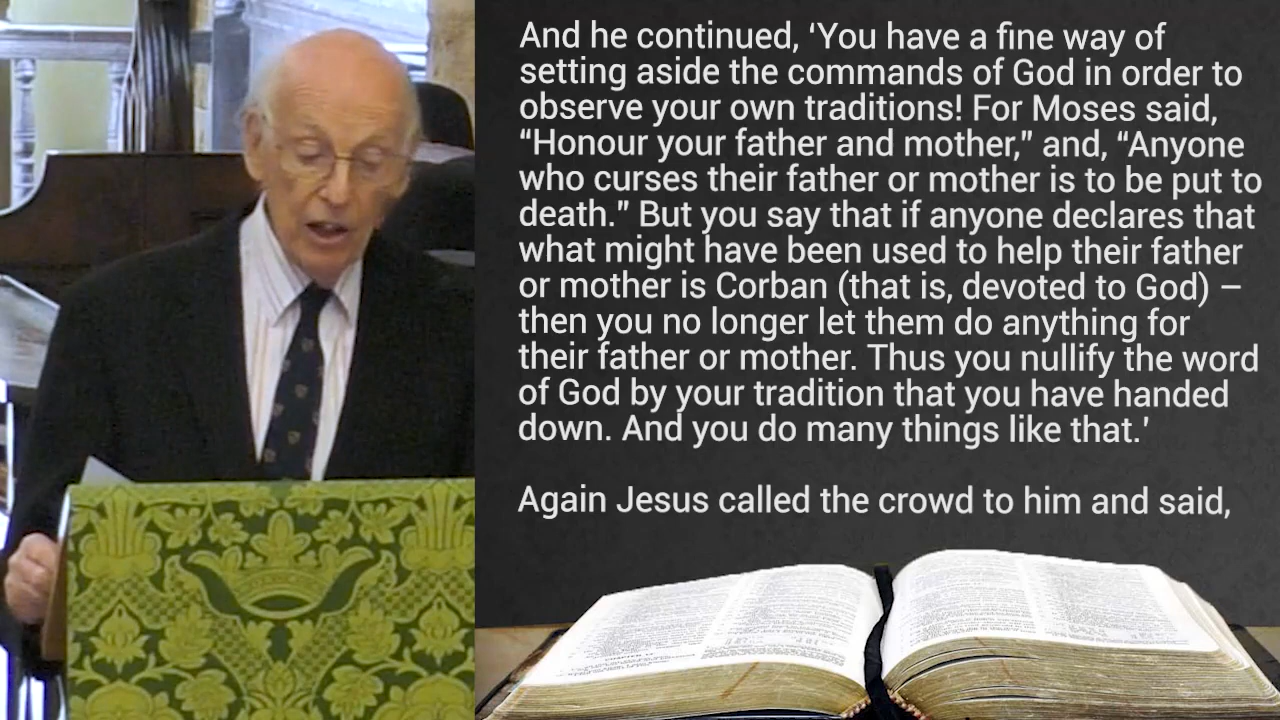 And he continued, ‘You have a fine way of
setting aside the commands of God in order to
observe your own traditions! For Moses said,
“Honour your father and mother,” and, “Anyone
who curses their father or mother is to be put to
death.” But you say that if anyone declares that
what might have been used to help their father
or mother is Corban (that is, devoted to God) –
then you no longer let them do anything for
their father or mother. Thus you nullify the word
of God by your tradition that you have handed
down. And you do many things like that.'
Again Jesus called the crowd to him and said,